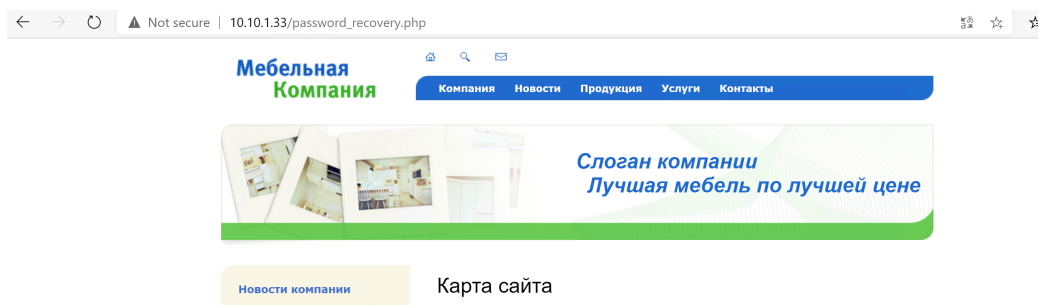 Not secure | 10.10.1.33/password_recovery.php
Мебельная
Компания
Компания Новости Продукция Услуги Контакты
Слоган компании
Лучшая мебель по лучшей цене
Новости компании
Карта сайта